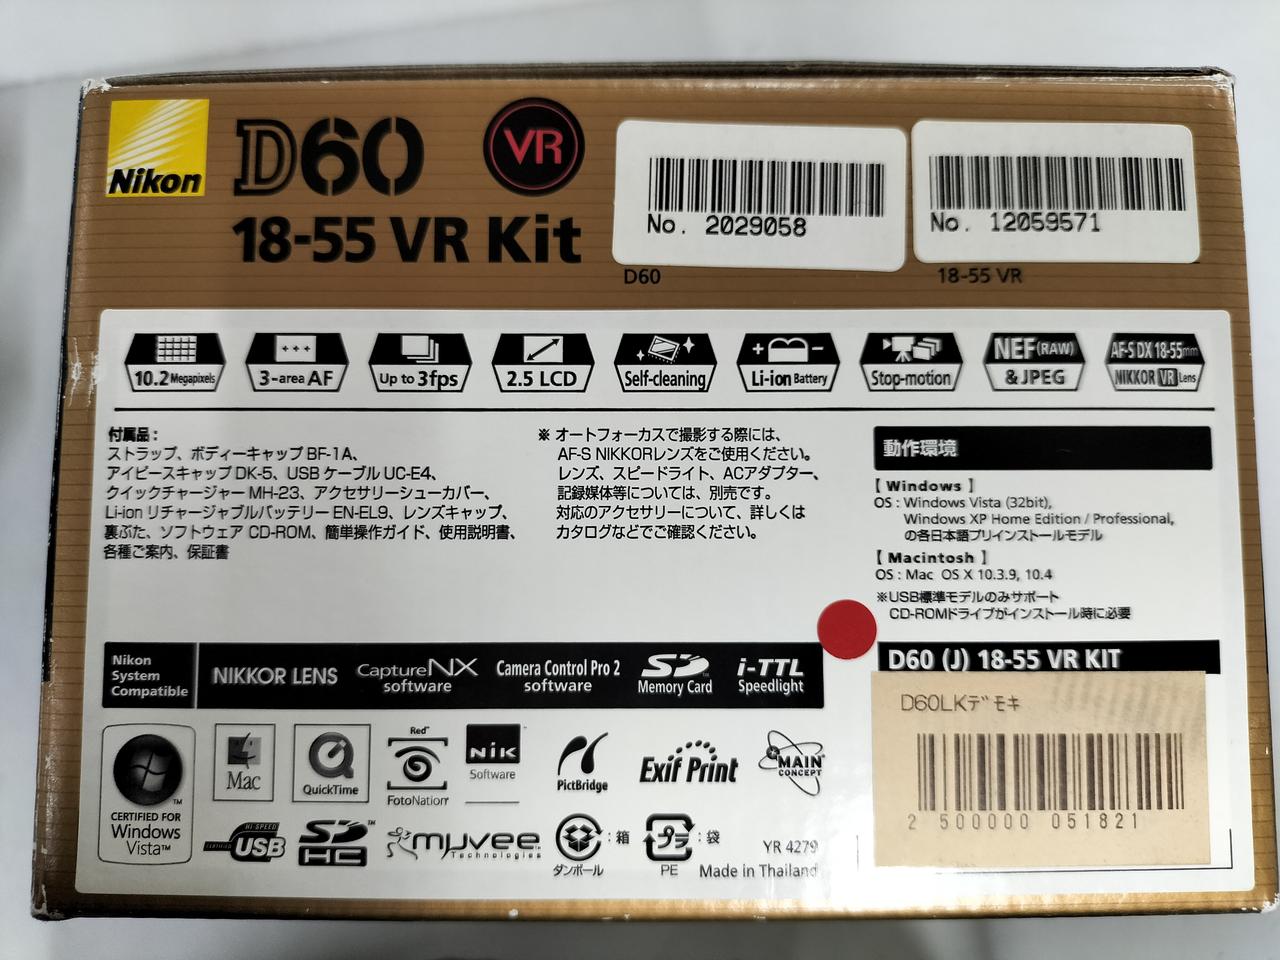 Nikon
D60
VR
18-55 VR Kit
No. 2029058
D60
No. 12059571
18-55 VR
10.2 Megapixels
3-area AF
Up to 3fps
2.5 LCD
Self-cleaning
Li-ion Battery
Stop-motion
NEF (RAW)
& JPEG
AF-S DX 18-55mm
NIKKOR VR Lens
付属品:
ストラップ、ボディーキャップ BF-1A、
アイピースキャップ DK-5、USB ケーブル UC-E4、
クイックチャージャー MH-23、アクセサリーシューカバー、
Li-ion リチャージャブルバッテリー EN-EL9、レンズキャップ、
裏ぶた、ソフトウェア CD-ROM、簡単操作ガイド、使用説明書、
各種ご案内、保証書
※ オートフォーカスで撮影する際には、
AF-S NIKKORレンズをご使用ください。
レンズ、スピードライト、ACアダプター、
記録媒体等については、別売です。
対応のアクセサリーについて、詳しくは
カタログなどでご確認ください。
動作環境
【 Windows 】
OS : Windows Vista (32bit),
Windows XP Home Edition / Professional,
の各日本語プリインストールモデル
【 Macintosh 】
OS : Mac OS X 10.3.9, 10.4
※USB標準モデルのみサポート
CD-ROMドライブがインストール時に必要
Nikon
System
Compatible
NIKKOR LENS
Capture NX
software
Camera Control Pro 2
software
SD
Memory Card
i-TTL
Speedlight
D60 (J) 18-55 VR KIT
D60LKデモキ
2 500000 051821
CERTIFIED FOR
Windows
Vista™
Mac
QuickTime
Red™
FotoNation™
NiK
Software
PictBridge
Exif Print
MAIN
CONCEPT
CERTIFIED
HI-SPEED
USB
SDHC™
muvee™
Technologies
:箱
ダンボール
プラ
:袋
PE
YR 4279
Made in Thailand